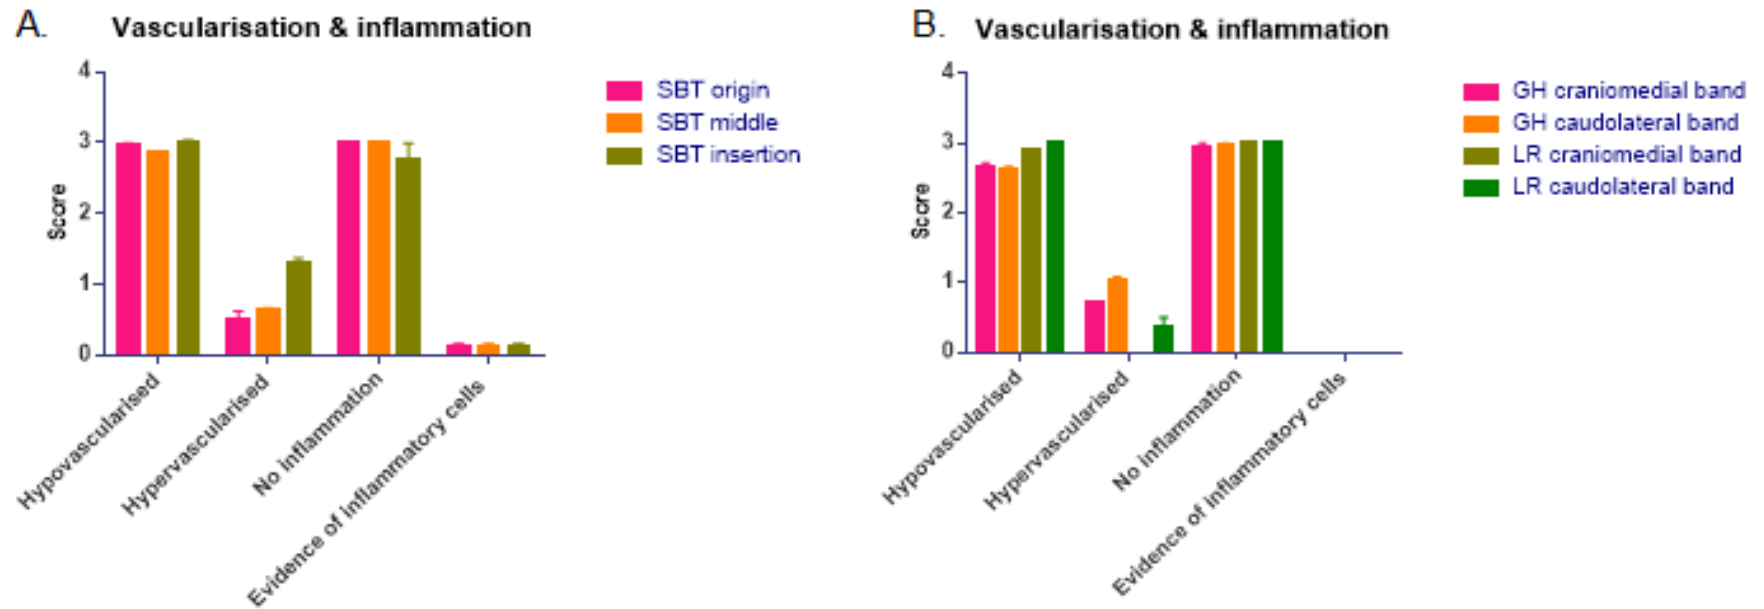 A.
Vascularisation & inflammation
4
3
2
1
0
Score
Hypovascularised
Hypervascularised
No inflammation
Evidence of inflammatory cells
SBT origin
SBT middle
SBT insertion
B.
Vascularisation & inflammation
4
3
2
1
0
Score
Hypovascularised
Hypervascularised
No inflammation
Evidence of inflammatory cells
GH craniomedial band
GH caudolateral band
LR craniomedial band
LR caudolateral band